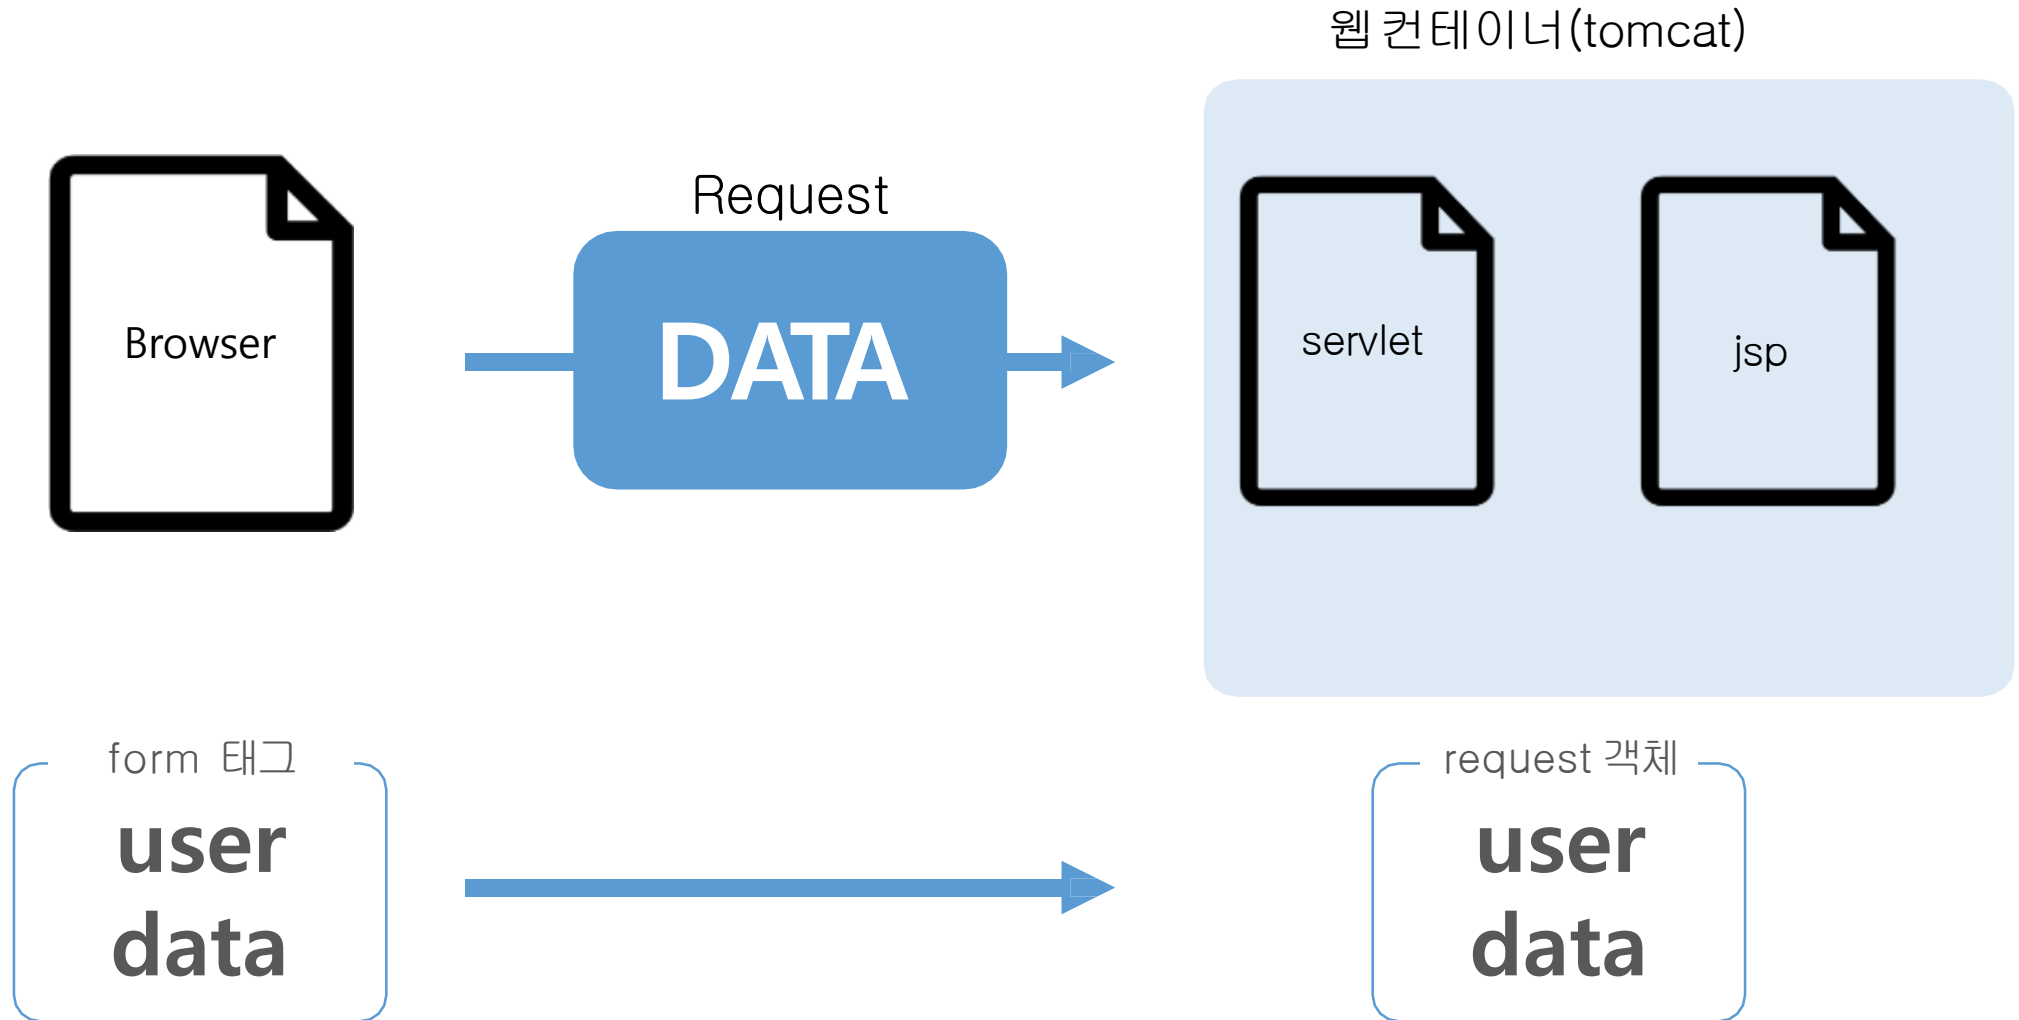 웹 컨테이너(tomcat)
Request
Browser
DATA
servlet
jsp
form 태그
user
data
request 객체
user
data